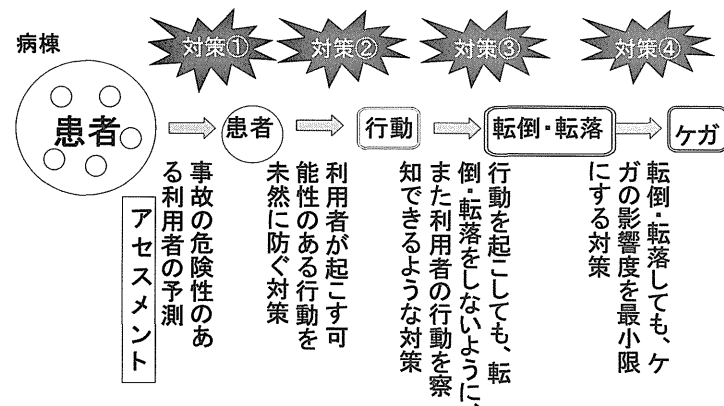 病棟
対策①
対策②
対策③
対策④
患者
患者
行動
転倒・転落
ケガ
アセスメント
事故の危険性のあ
る利用者の予測
利用者が起こす可
能性のある行動を
未然に防ぐ対策
行動を起こしても、転
倒・転落をしないように、
また利用者の行動を察
知できるような対策
転倒・転落しても、ケ
ガの影響度を最小限
にする対策